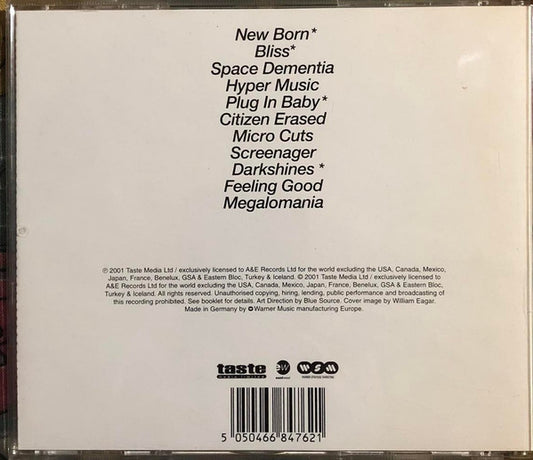 New Born*
Bliss*
Space Dementia
Hyper Music
Plug In Baby*
Citizen Erased
Micro Cuts
Screenager
Darkshines *
Feeling Good
Megalomania
℗ 2001 Taste Media Ltd / exclusively licensed to A&E Records Ltd for the world excluding the USA, Canada, Mexico,
Japan, France, Benelux, GSA & Eastern Bloc, Turkey & Iceland. © 2001 Taste Media Ltd / exclusively licensed to
A&E Records Ltd for the world excluding the USA, Canada, Mexico, Japan, France, Benelux, GSA & Eastern Bloc,
Turkey & Iceland. All rights reserved. Unauthorised copying, hiring, lending, public performance and broadcasting of
this recording prohibited. See booklet for details. Art Direction by Blue Source. Cover image by William Eagar.
Made in Germany by Warner Music manufacturing Europe.
taste
media limited
ew
wsm
5 050466 847621